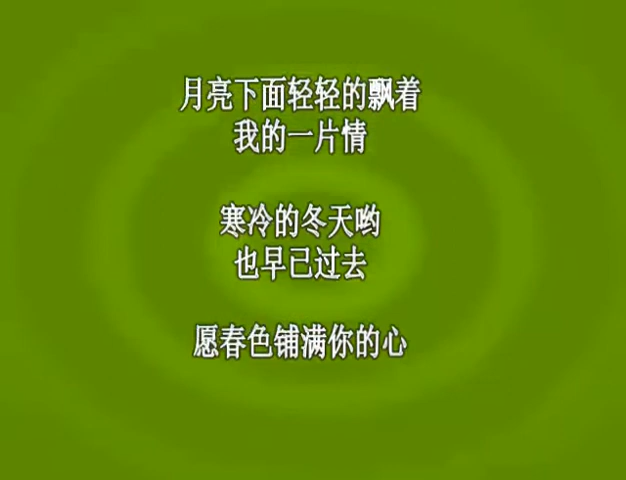 月亮下面轻轻的飘着
我的一片情
寒冷的冬天哟
也早已过去
愿春色铺满你的心